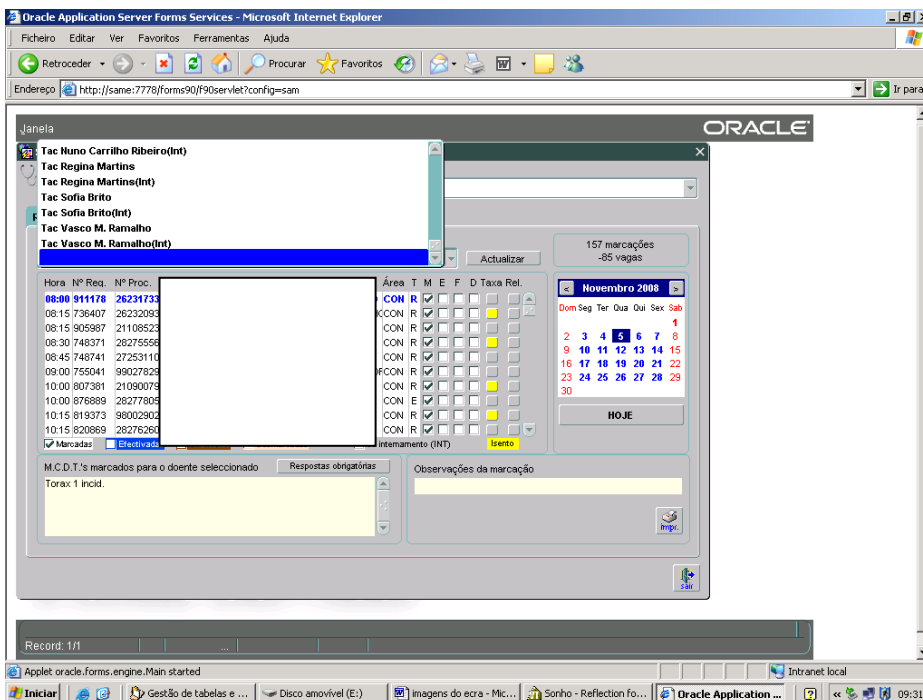 Oracle Application Server Forms Services - Microsoft Internet Explorer
Ficheiro Editar Ver Favoritos Ferramentas Ajuda
Retroceder Procurar Favoritos
Endereço http://same:7778/forms90/f90servlet?config=sam Ir para
Janela ORACLE
Tac Nuno Carrilho Ribeiro(Int)
Tac Regina Martins
Tac Regina Martins(Int)
Tac Sofia Brito
Tac Sofia Brito(Int)
Tac Vasco M. Ramalho
Tac Vasco M. Ramalho(Int)
Actualizar
157 marcações
-85 vagas
Hora Nº Req. Nº Proc. Área T M E F D Taxa Rel.
08:00 911178 26231733 CON R
08:15 736407 26232093 CON R
08:15 905987 21108523 CON R
08:30 748371 28275556 CON R
08:45 748741 27253110 CON R
09:00 755041 99027829 CON R
10:00 807381 21090079 CON R
10:00 876889 28277805 CON E
10:15 819373 98002902 CON R
10:15 820869 28276260 CON R
Marcadas Efectivada internamento (INT) Isento
< Novembro 2008 >
Dom Seg Ter Qua Qui Sex Sab
1
2 3 4 5 6 7 8
9 10 11 12 13 14 15
16 17 18 19 20 21 22
23 24 25 26 27 28 29
30
HOJE
M.C.D.T.'s marcados para o doente seleccionado Respostas obrigatórias
Torax 1 incid.
Observações da marcação
impr.
sair
Record: 1/1 ...
Applet oracle.forms.engine.Main started Intranet local
Iniciar Gestão de tabelas e ... Disco amovível (E:) imagens do ecra - Mic... Sonho - Reflection fo... Oracle Application ... 09:31